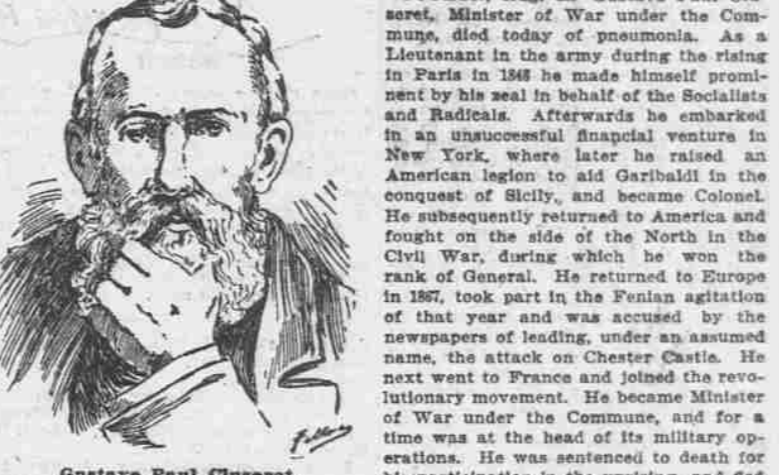 seret, Minister of War under the Com-
mune, died today of pneumonia. As a
Lieutenant in the army during the rising
in Paris in 1848 he made himself promi-
nent by his zeal in behalf of the Socialists
and Radicals. Afterwards he embarked
in an unsuccessful financial venture in
New York, where later he raised an
American legion to aid Garibaldi in the
conquest of Sicily, and became Colonel.
He subsequently returned to America and
fought on the side of the North in the
Civil War, during which he won the
rank of General. He returned to Europe
in 1867, took part in the Fenian agitation
of that year and was accused by the
newspapers of leading, under an assumed
name, the attack on Chester Castle. He
next went to France and joined the revo-
lutionary movement. He became Minister
of War under the Commune, and for a
time was at the head of its military op-
erations. He was sentenced to death for
Gustave Paul Cluseret